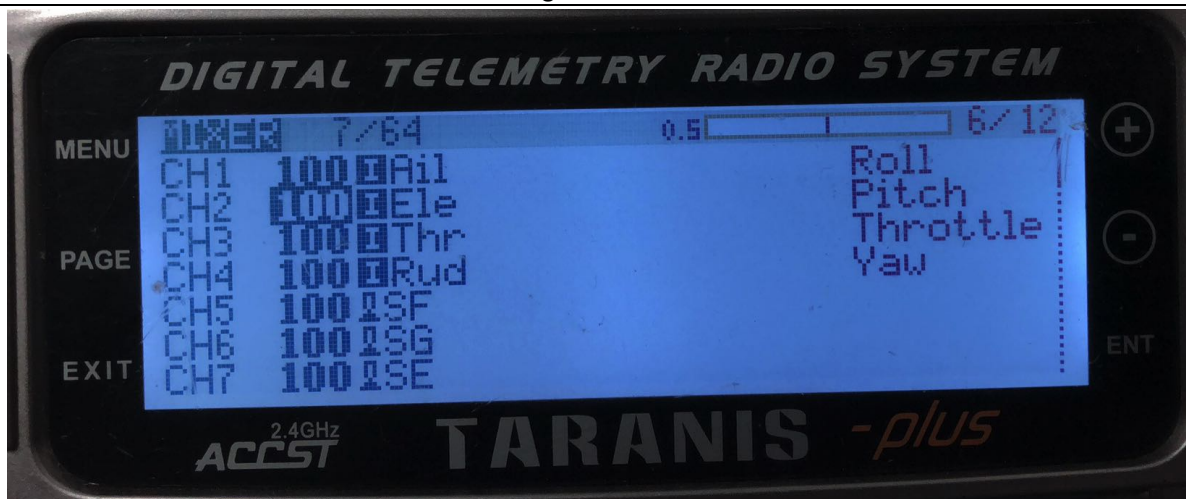 DIGITAL TELEMETRY RADIO SYSTEM
MENU
MIXER 7/64 0.5 6/12
+
CH1 100 I Ail Roll
CH2 100 I Ele Pitch
CH3 100 I Thr Throttle
PAGE
-
CH4 100 I Rud Yaw
CH5 100 SF
CH6 100 SG
ENT
EXIT
CH7 100 SE
2.4GHz
ACCST
TARANIS -plus